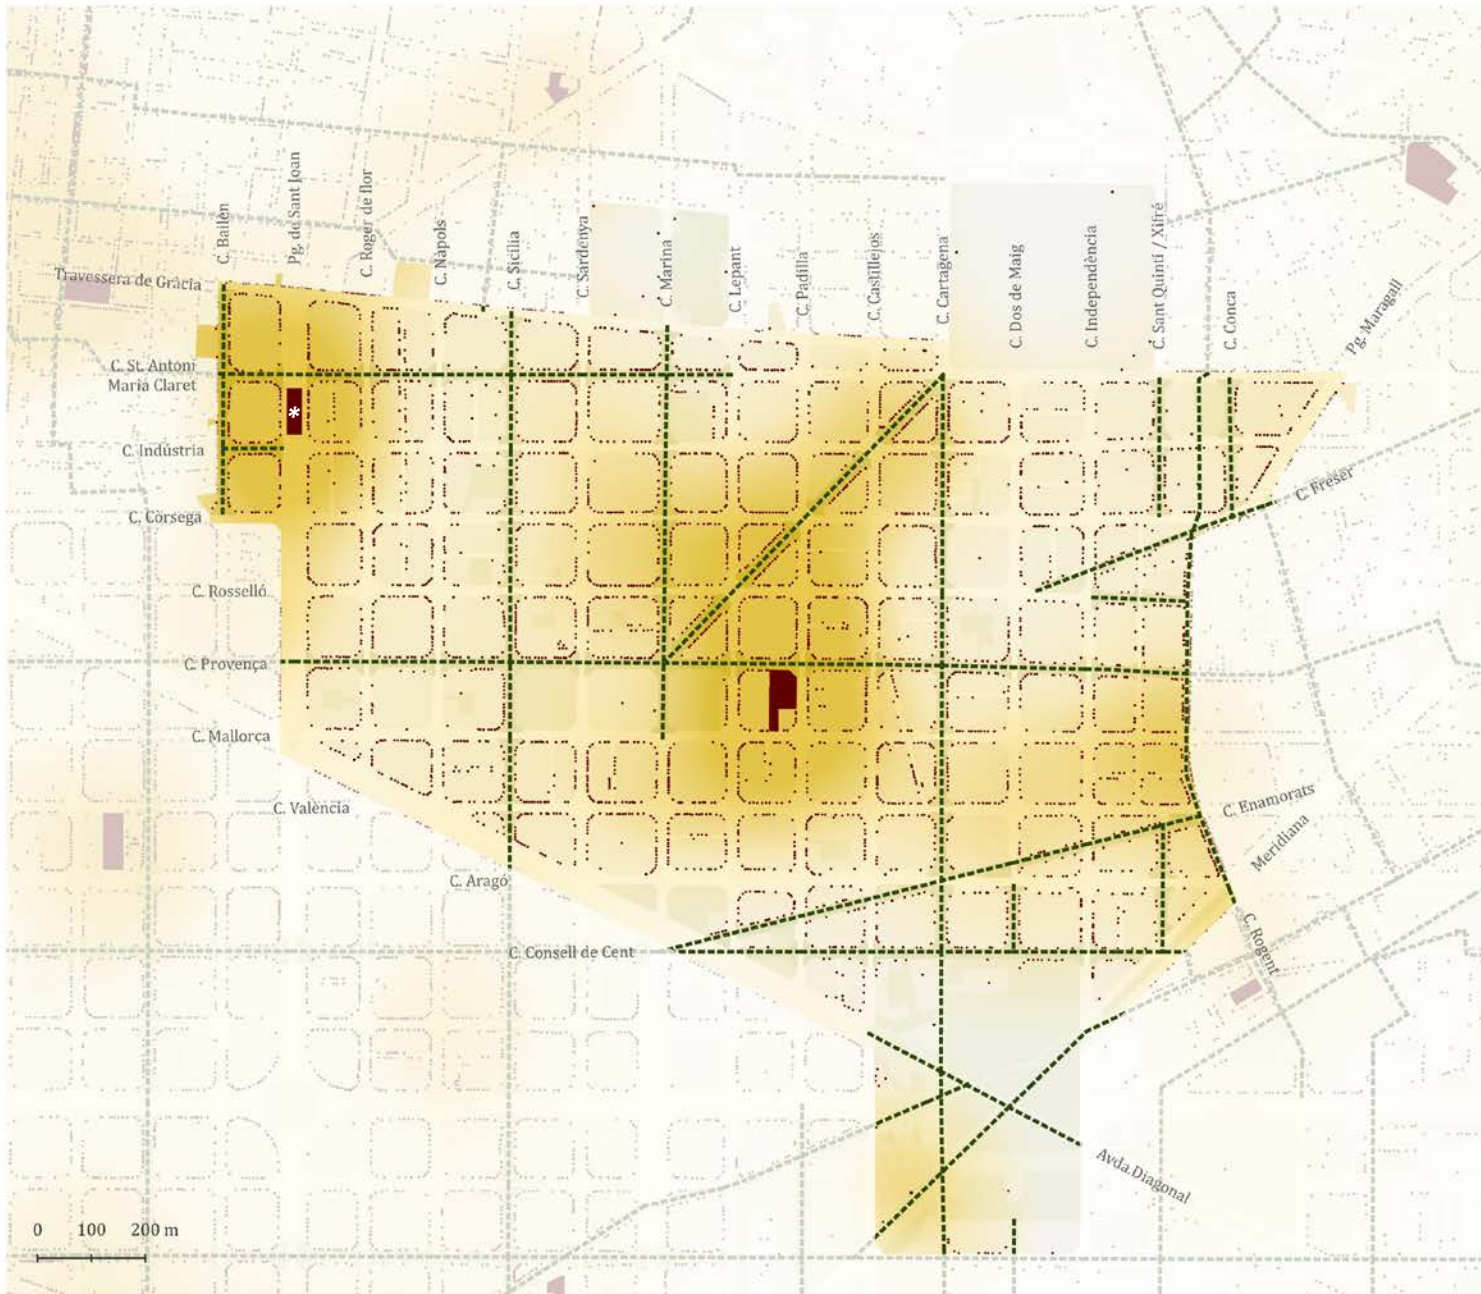 C. Bailèn
Pg. de Sant Joan
C. Roger de flor
C. Nàpols
C. Sicília
C. Sardenya
C. Marina
C. Lepant
C. Padilla
C. Castillejos
C. Cartagena
C. Dos de Maig
C. Independència
C. Sant Quintí / Xifré
C. Conca
Pg. Maragall
Travessera de Gràcia
C. St. Antoni
Maria Claret
*
C. Indústria
C. Freser
C. Còrsega
C. Rosselló
C. Provença
C. Mallorca
C. València
C. Enamorats
Meridiana
C. Aragó
C. Consell de Cent
C. Rogent
Avda.Diagonal
0 100 200 m